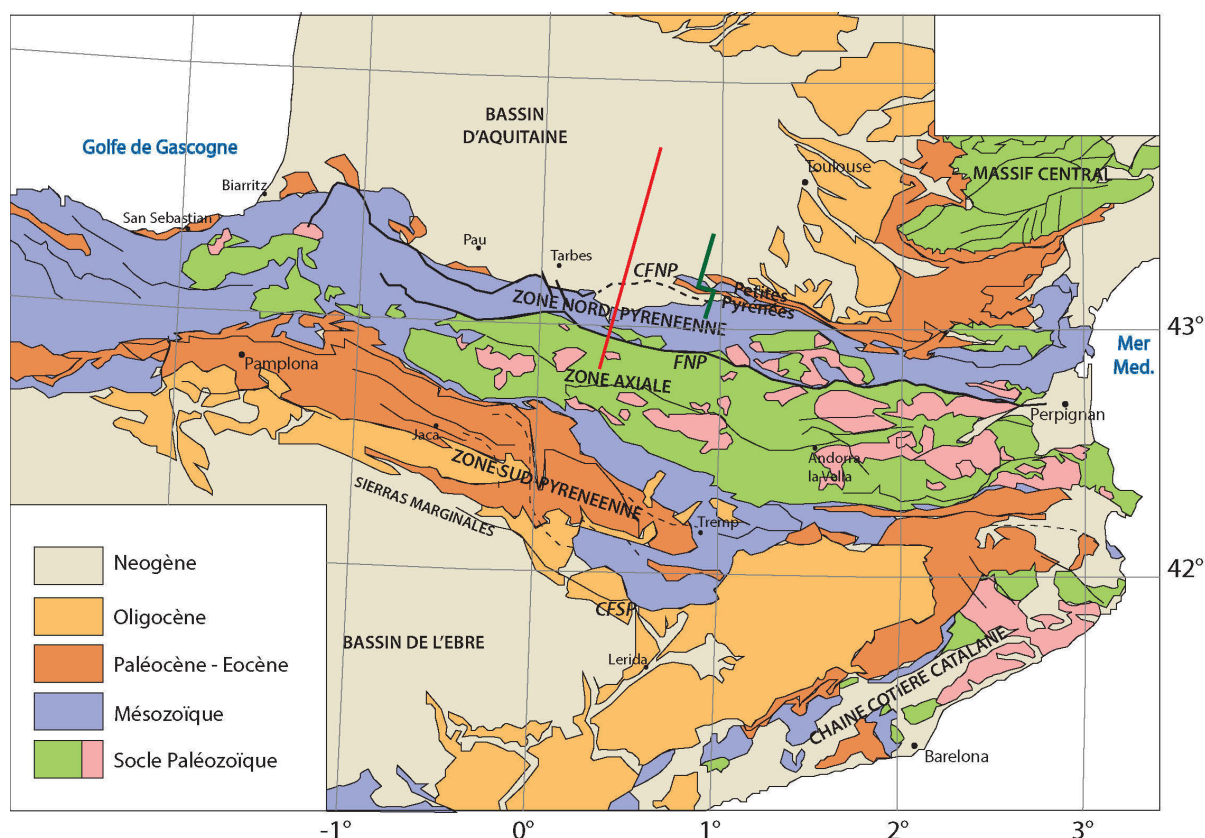 BASSIN
D'AQUITAINE
Golfe de Gascogne
Toulouse
MASSIF CENTRAL
Biarritz
San Sebastian
Pau
Tarbes
CFNP
Petites
Pyrénées
ZONE NORD-PYRENEENNE
43°
Mer
Med.
FNP
ZONE AXIALE
Pamplona
Perpignan
Jaca
Andorra
la Vella
ZONE SUD-PYRENEENNE
SIERRAS MARGINALES
Tremp
42°
CFSP
BASSIN DE L'EBRE
Lerida
CHAINE COTIERE CATALANE
Barelona
Neogène
Oligocène
Paléocène - Eocène
Mésozoïque
Socle Paléozoïque
-1°
0°
1°
2°
3°